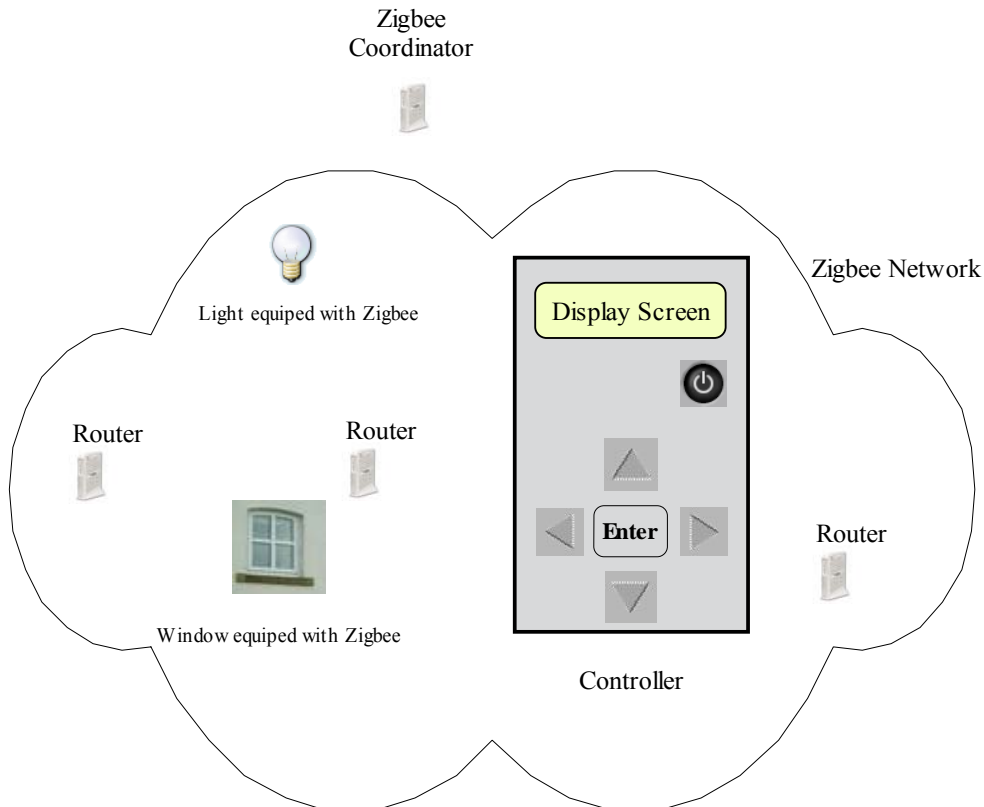 Zigbee
Coordinator
Zigbee Network
Light equiped with Zigbee
Display Screen
Router
Router
Enter
Router
Window equiped with Zigbee
Controller